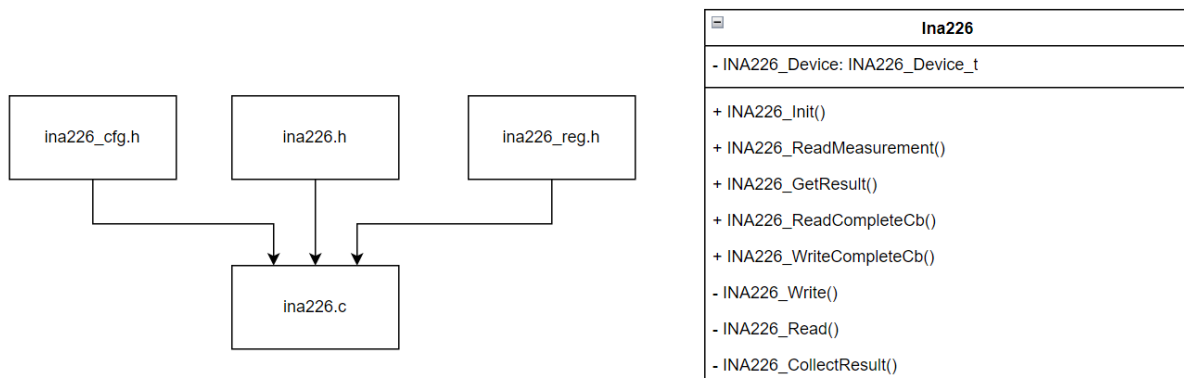 ina226_cfg.h
ina226.h
ina226_reg.h
ina226.c
Ina226
- INA226_Device: INA226_Device_t
+ INA226_Init()
+ INA226_ReadMeasurement()
+ INA226_GetResult()
+ INA226_ReadCompleteCb()
+ INA226_WriteCompleteCb()
- INA226_Write()
- INA226_Read()
- INA226_CollectResult()